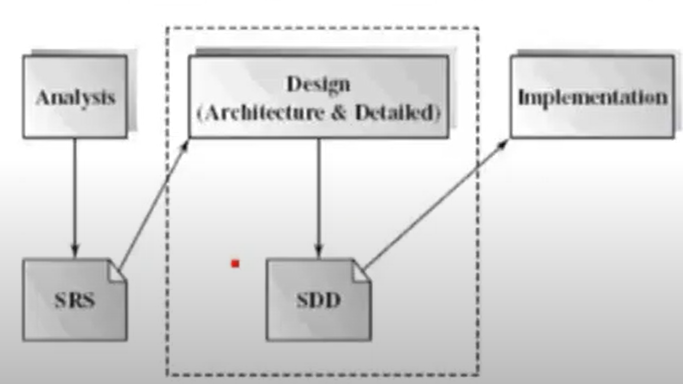 Analysis
Design
(Architecture & Detailed)
Implementation
SRS
SDD